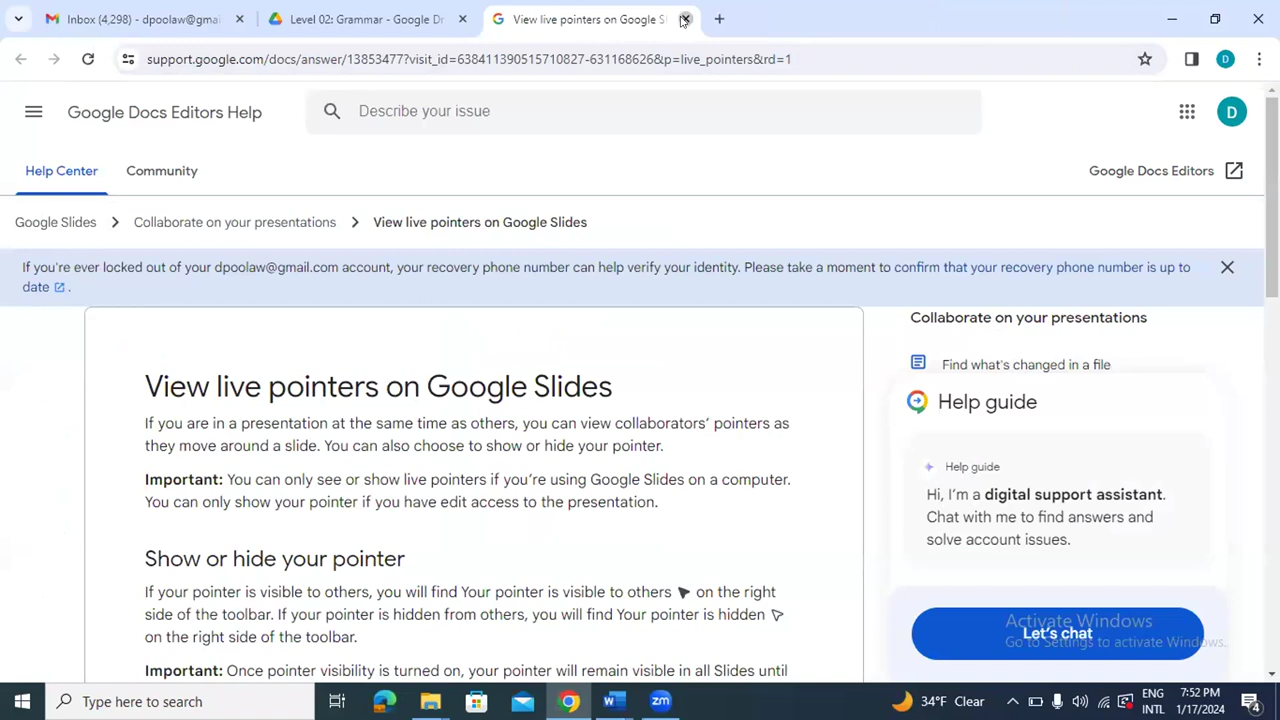 Inbox (4,298) - dpoolaw@gmai
Level 02: Grammar - Google Dr
View live pointers on Google S
support.google.com/docs/answer/13853477?visit_id=638411390515710827-631168626&p=live_pointers&rd=1
D
Google Docs Editors Help
Describe your issue
D
Help Center
Community
Google Docs Editors
Google Slides
Collaborate on your presentations
View live pointers on Google Slides
If you're ever locked out of your dpoolaw@gmail.com account, your recovery phone number can help verify your identity. Please take a moment to confirm that your recovery phone number is up to
date .
View live pointers on Google Slides
If you are in a presentation at the same time as others, you can view collaborators' pointers as
they move around a slide. You can also choose to show or hide your pointer.
Important: You can only see or show live pointers if you're using Google Slides on a computer.
You can only show your pointer if you have edit access to the presentation.
Show or hide your pointer
If your pointer is visible to others, you will find Your pointer is visible to others on the right
side of the toolbar. If your pointer is hidden from others, you will find Your pointer is hidden
on the right side of the toolbar.
Important: Once pointer visibility is turned on, your pointer will remain visible in all Slides until
Collaborate on your presentations
Find what's changed in a file
Help guide
Help guide
Hi, I'm a digital support assistant.
Chat with me to find answers and
solve account issues.
Let's chat
Activate Windows
Go to Settings to activate Windows.
Type here to search
W
zm
34°F Clear
ENG
INTL
7:52 PM
1/17/2024
4